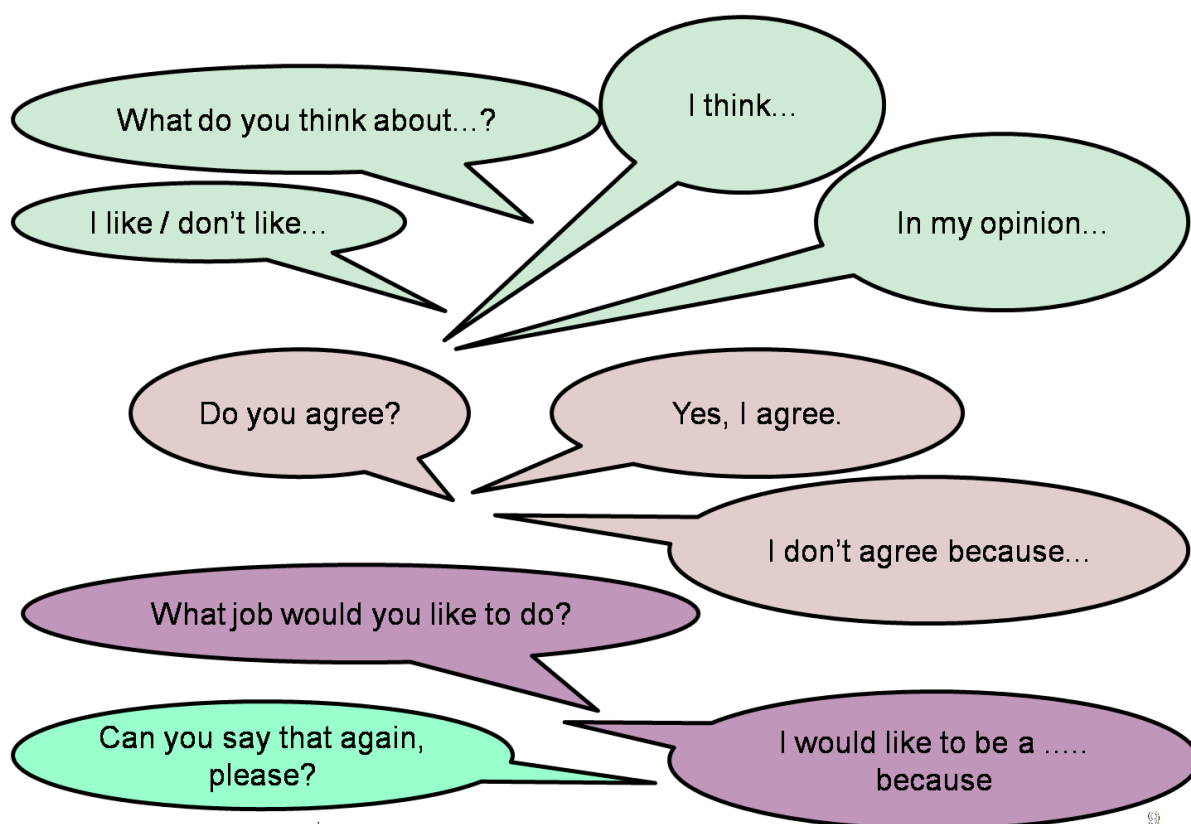 What do you think about...?
I think...
I like / don't like...
In my opinion...
Do you agree?
Yes, I agree.
I don't agree because...
What job would you like to do?
Can you say that again,
please?
I would like to be a .....
because
9